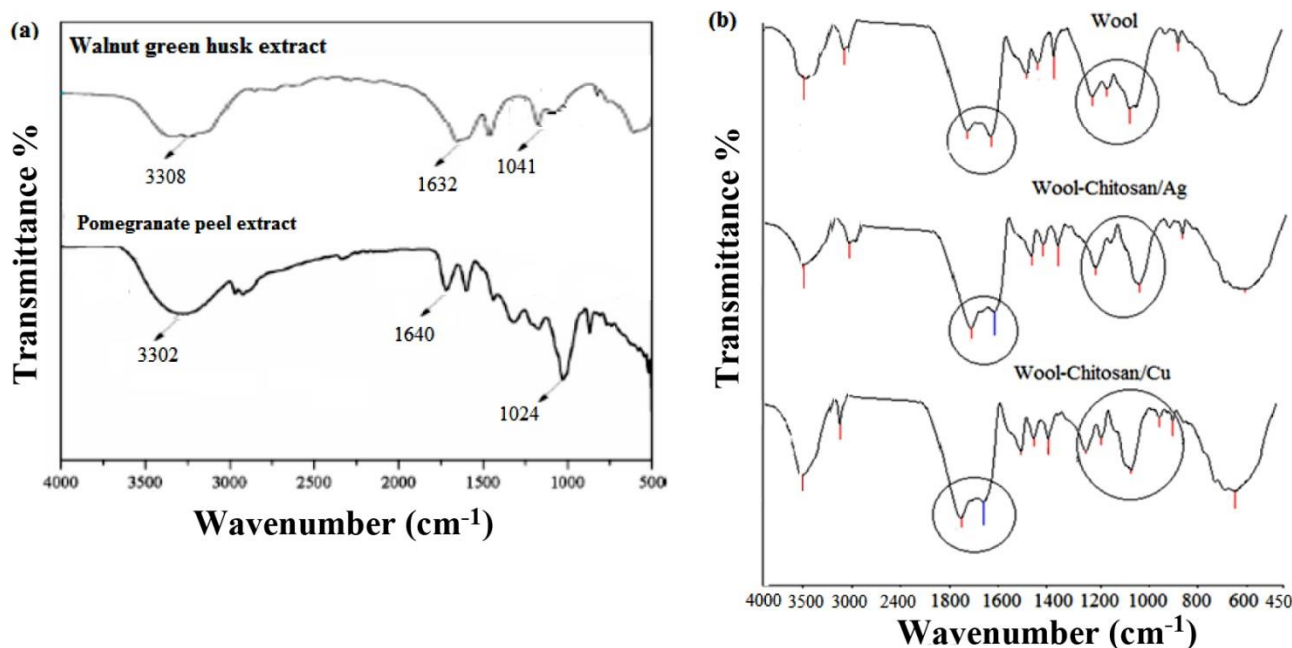 (a)
Walnut green husk extract
3308
1632
1041
Pomegranate peel extract
3302
1640
1024
Transmittance %
4000 3500 3000 2500 2000 1500 1000 500
Wavenumber (cm⁻¹)
(b)
Wool
Wool-Chitosan/Ag
Wool-Chitosan/Cu
Transmittance %
4000 3500 3000 1800 1600 1400 1200 1000 800 600 450
Wavenumber (cm⁻¹)